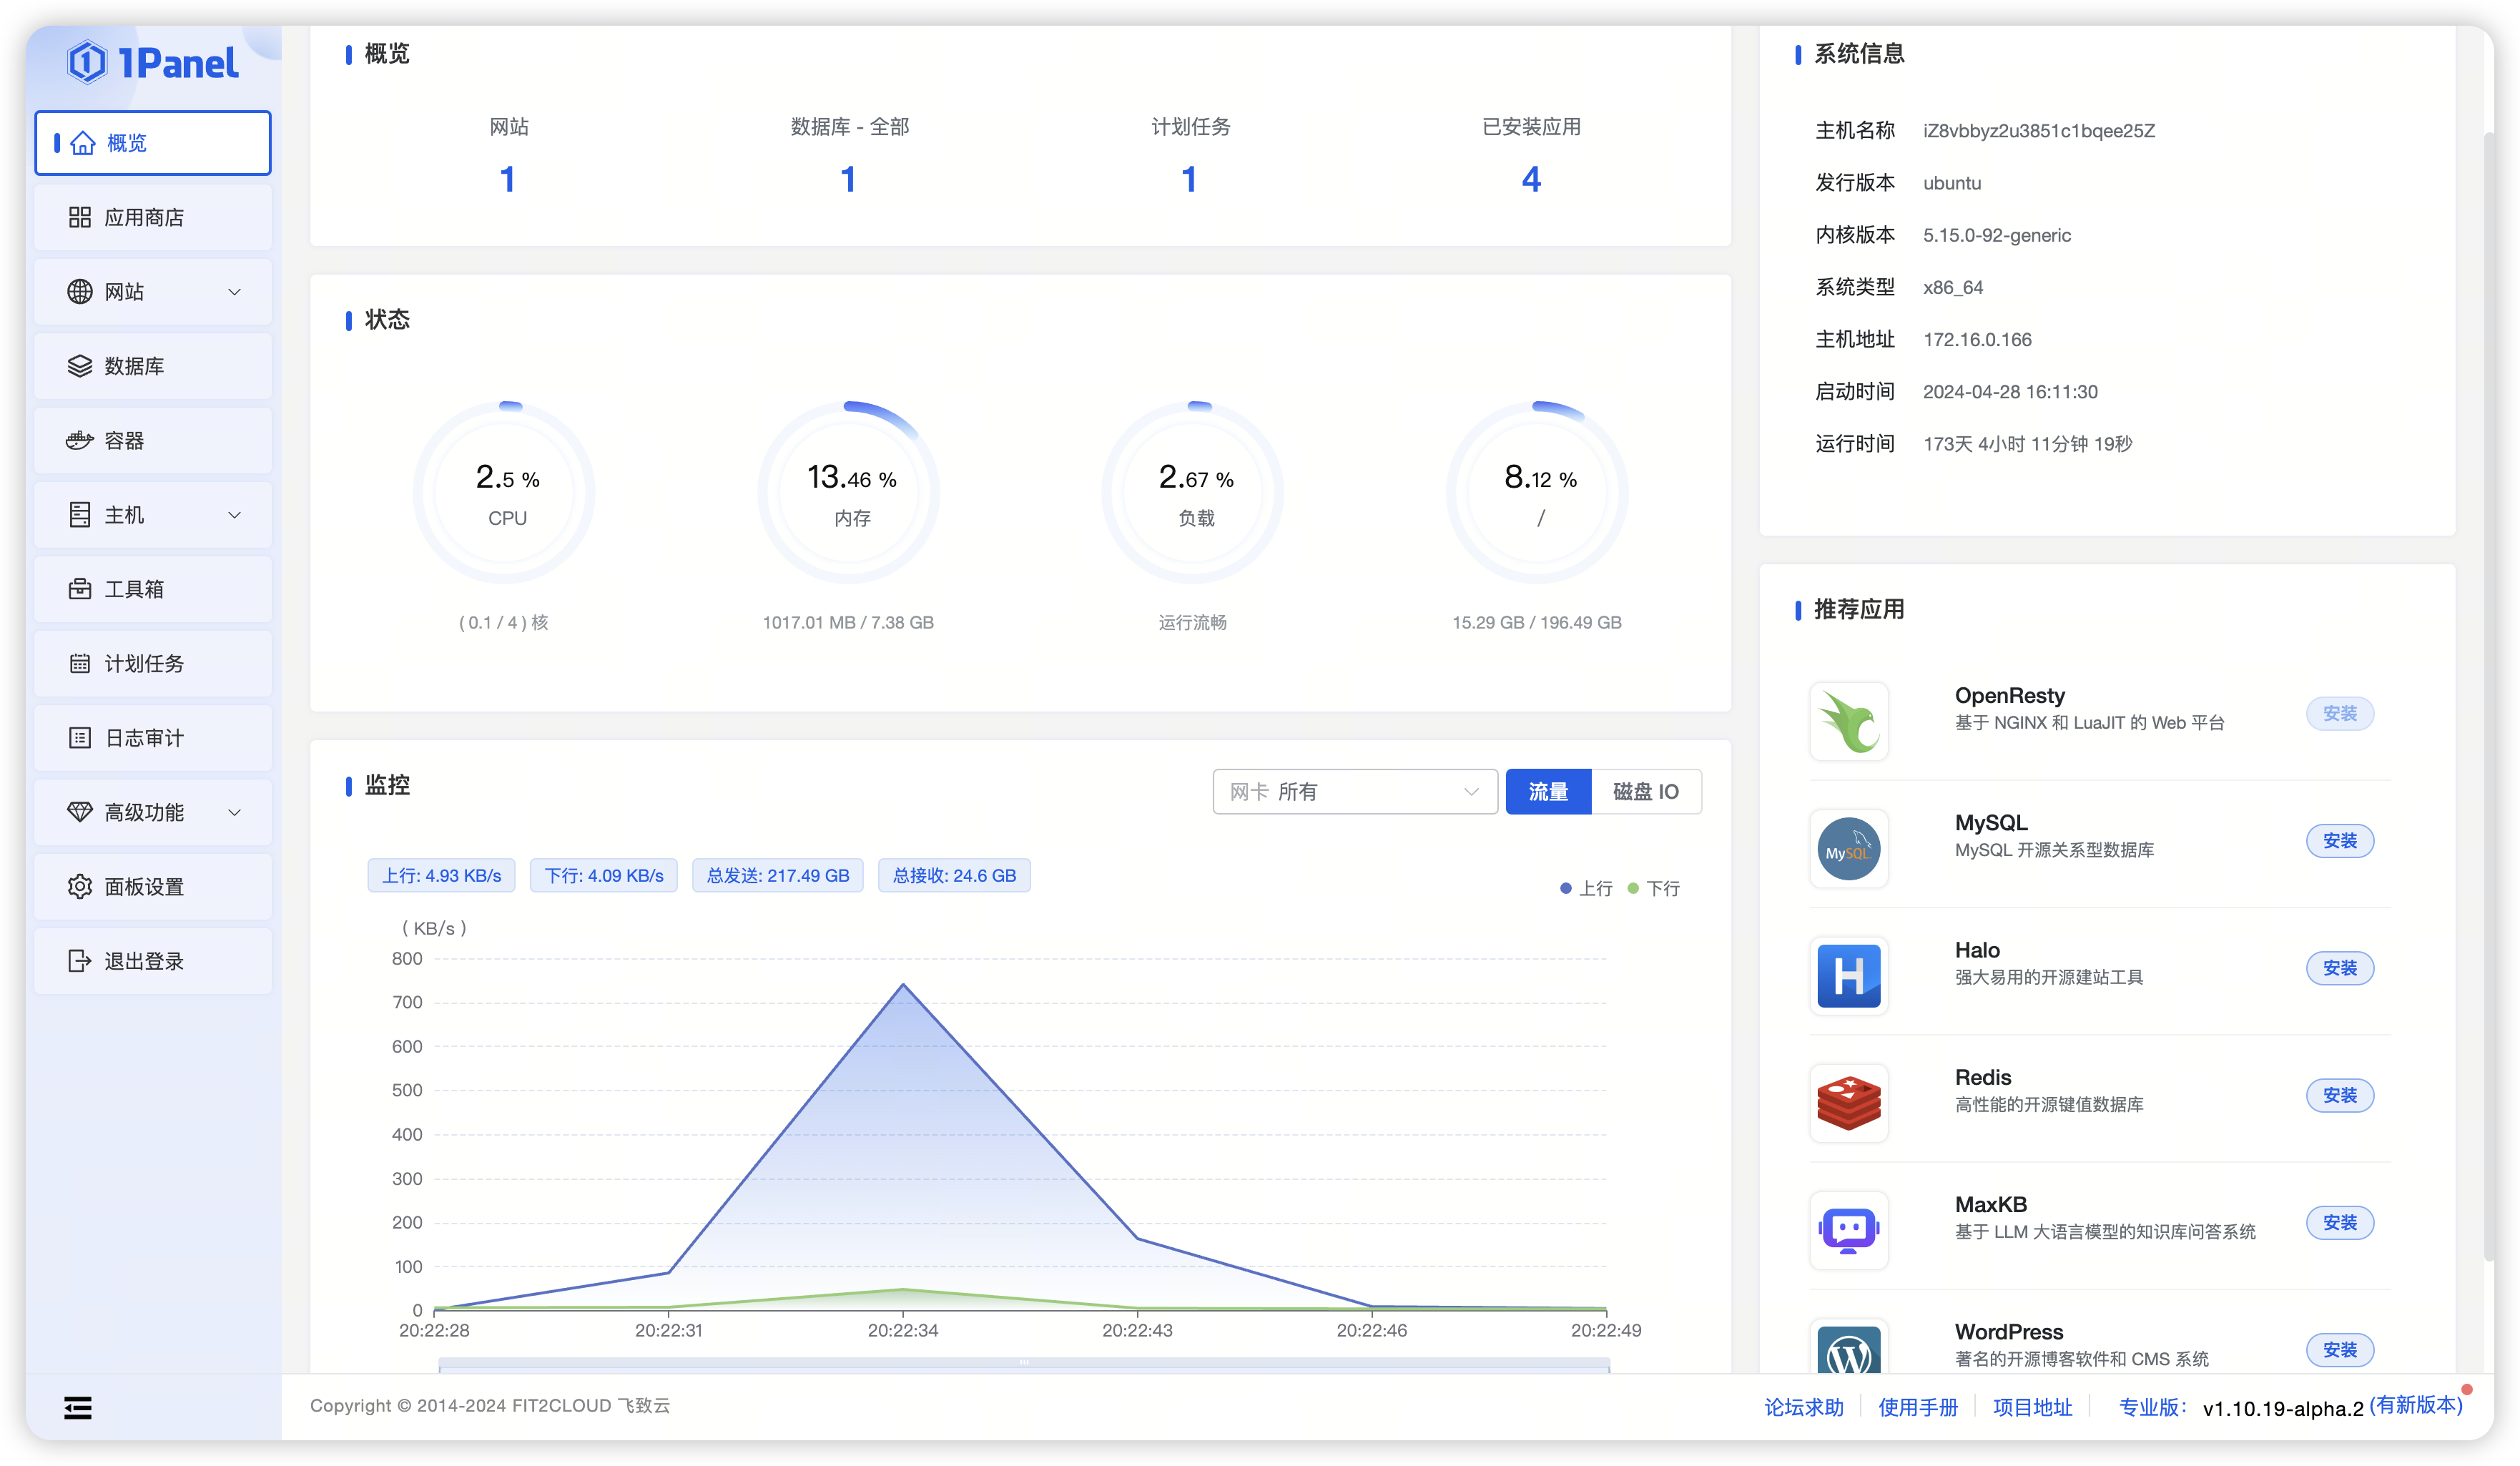 1Panel
概览
应用商店
网站
数据库
容器
主机
工具箱
计划任务
日志审计
高级功能
面板设置
退出登录
概览
网站
数据库 - 全部
计划任务
已安装应用
1
1
1
4
状态
2.5 %
CPU
( 0.1 / 4 ) 核
13.46 %
内存
1017.01 MB / 7.38 GB
2.67 %
负载
运行流畅
8.12 %
/
15.29 GB / 196.49 GB
监控
网卡 所有
流量
磁盘 IO
上行: 4.93 KB/s
下行: 4.09 KB/s
总发送: 217.49 GB
总接收: 24.6 GB
上行
下行
( KB/s )
800
700
600
500
400
300
200
100
0
20:22:28
20:22:31
20:22:34
20:22:43
20:22:46
20:22:49
系统信息
主机名称 iZ8vbbyz2u3851c1bqee25Z
发行版本 ubuntu
内核版本 5.15.0-92-generic
系统类型 x86_64
主机地址 172.16.0.166
启动时间 2024-04-28 16:11:30
运行时间 173天 4小时 11分钟 19秒
推荐应用
OpenResty
基于 NGINX 和 LuaJIT 的 Web 平台
安装
MySQL
MySQL
MySQL 开源关系型数据库
安装
H
Halo
强大易用的开源建站工具
安装
Redis
高性能的开源键值数据库
安装
MaxKB
基于 LLM 大语言模型的知识库问答系统
安装
W
WordPress
著名的开源博客软件和 CMS 系统
安装
Copyright © 2014-2024 FIT2CLOUD 飞致云
论坛求助
使用手册
项目地址
专业版： v1.10.19-alpha.2 (有新版本)